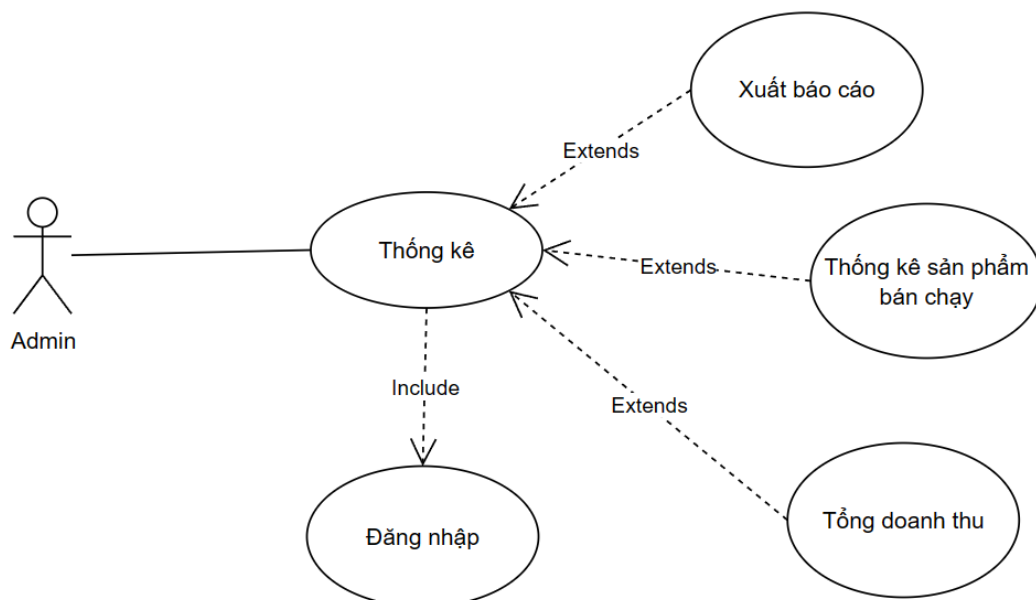 Xuất báo cáo
Extends
Thống kê
Extends
Thống kê sản phẩm
bán chạy
Admin
Include
Extends
Đăng nhập
Tổng doanh thu